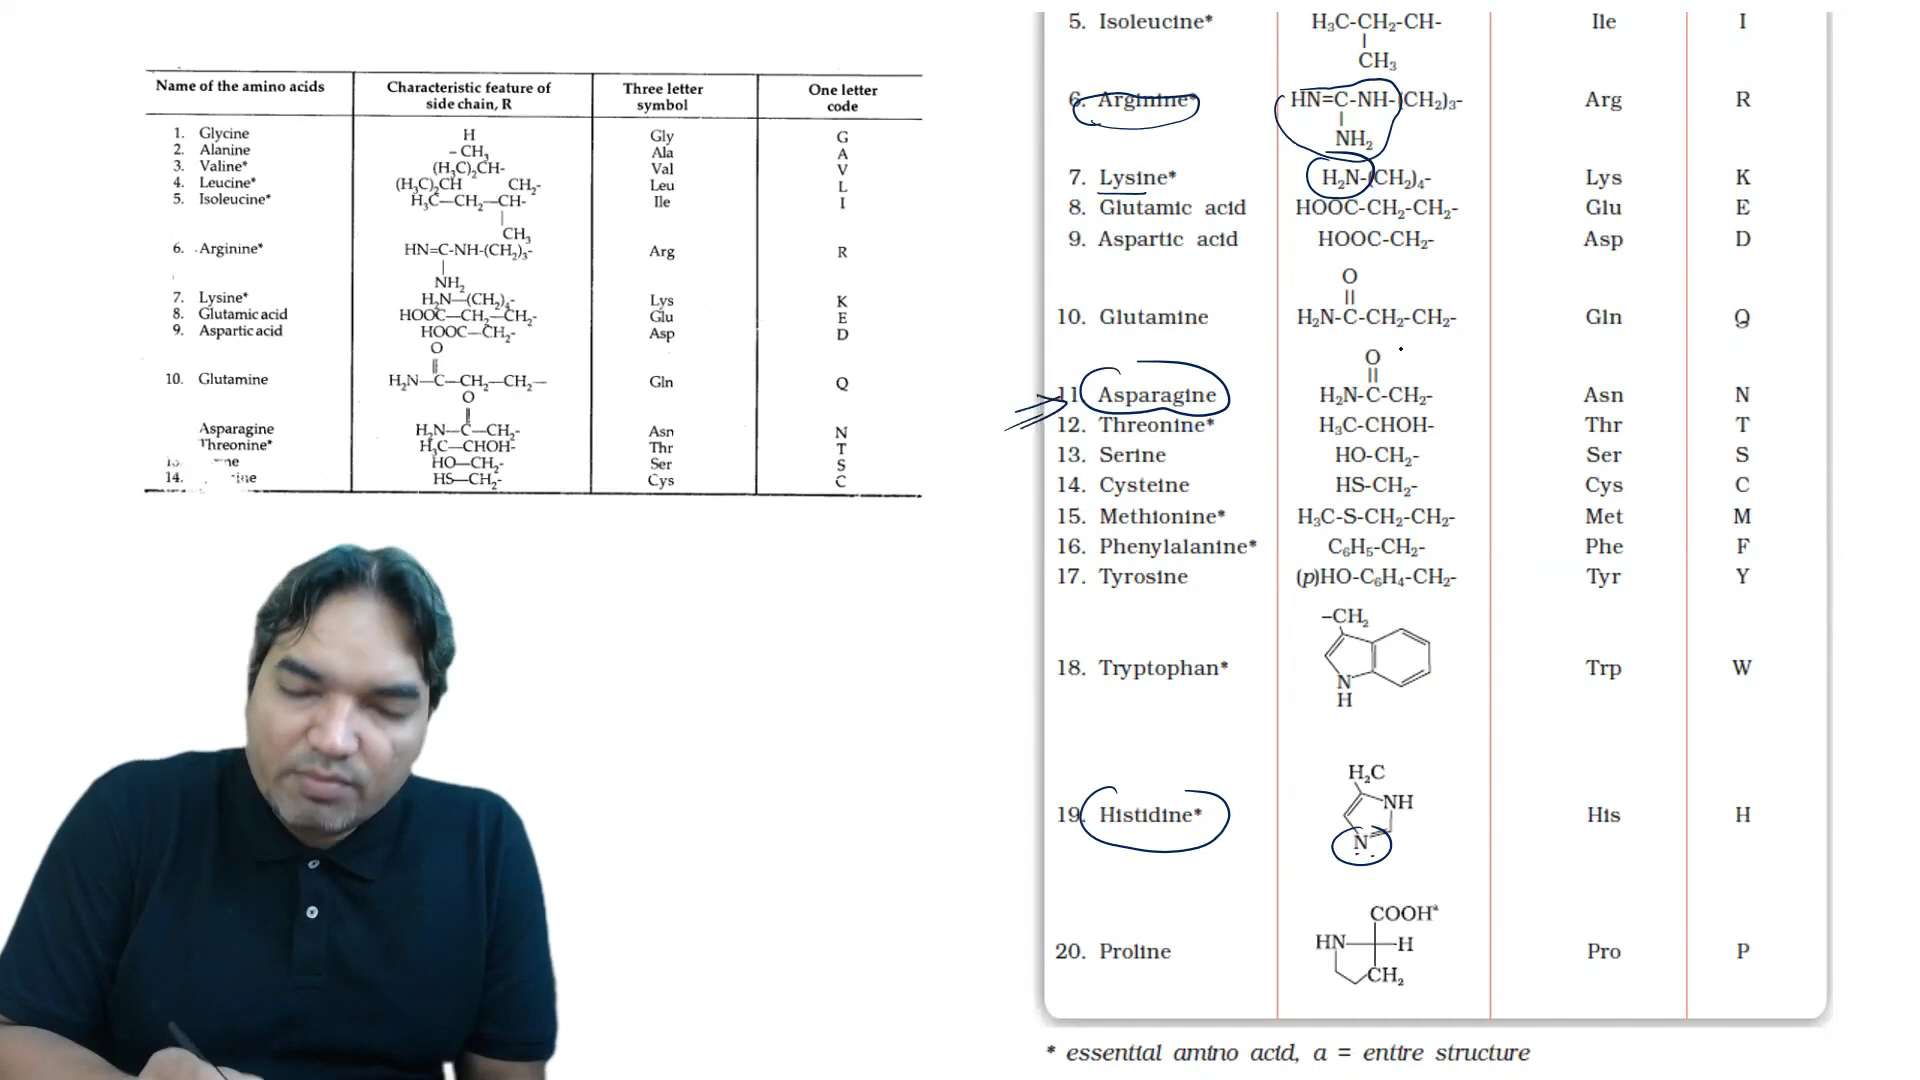 Name of the amino acids Characteristic feature of side chain, R Three letter symbol One letter code
1. Glycine H Gly G
2. Alanine - CH3 Ala A
3. Valine* (H3C)2CH- Val V
4. Leucine* (H3C)2CH CH2- Leu L
5. Isoleucine* H3C—CH2—CH- Ile I
|
CH3
6. Arginine* HN=C-NH-(CH2)3- Arg R
|
NH2
7. Lysine* H2N—(CH2)4- Lys K
8. Glutamic acid HOOC—CH2—CH2- Glu E
9. Aspartic acid HOOC—CH2- Asp D
O
||
10. Glutamine H2N—C—CH2—CH2— Gln Q
O
||
Asparagine H2N—C—CH2- Asn N
Threonine* H3C—CHOH- Thr T
HO—CH2- Ser S
14. HS—CH2- Cys C
5. Isoleucine* H3C-CH2-CH- Ile I
|
CH3
6. Arginine* HN=C-NH-(CH2)3- Arg R
|
NH2
7. Lysine* H2N-(CH2)4- Lys K
8. Glutamic acid HOOC-CH2-CH2- Glu E
9. Aspartic acid HOOC-CH2- Asp D
O
||
10. Glutamine H2N-C-CH2-CH2- Gln Q
O
||
11. Asparagine H2N-C-CH2- Asn N
12. Threonine* H3C-CHOH- Thr T
13. Serine HO-CH2- Ser S
14. Cysteine HS-CH2- Cys C
15. Methionine* H3C-S-CH2-CH2- Met M
16. Phenylalanine* C6H5-CH2- Phe F
17. Tyrosine (p)HO-C6H4-CH2- Tyr Y
–CH2
18. Tryptophan* N Trp W
H
H2C
NH
19. Histidine* His H
N
COOHa
HN H
20. Proline Pro P
CH2
* essential amino acid, a = entire structure